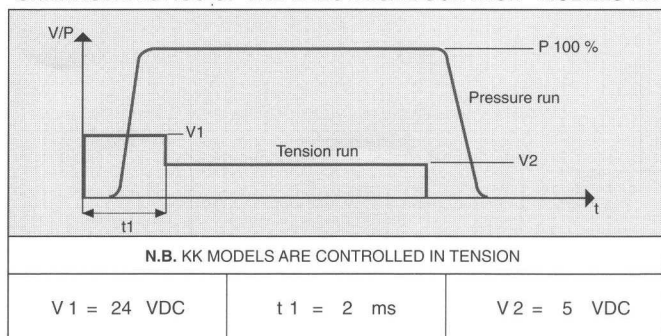 V/P
P 100 %
Pressure run
V1
Tension run
V2
t1
t
N.B. KK MODELS ARE CONTROLLED IN TENSION
V 1 = 24 VDC
t 1 = 2 ms
V 2 = 5 VDC